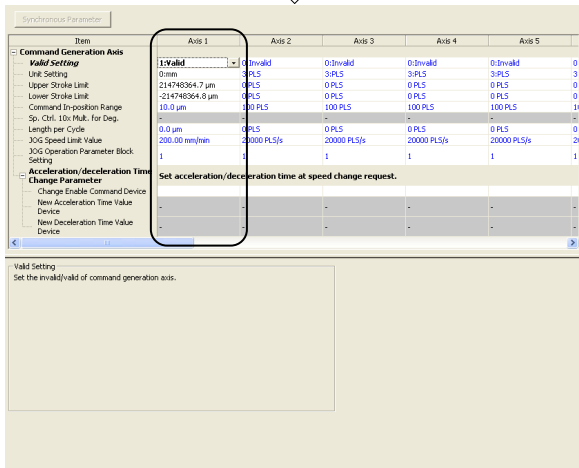 Synchronous Parameter
Item Axis 1 Axis 2 Axis 3 Axis 4 Axis 5
Command Generation Axis
Valid Setting 1:Valid 0:Invalid 0:Invalid 0:Invalid 0:Invalid 0
Unit Setting 0:mm 3:PLS 3:PLS 3:PLS 3:PLS 3
Upper Stroke Limit 214748364.7 μm 0 PLS 0 PLS 0 PLS 0 PLS 0
Lower Stroke Limit -214748364.8 μm 0 PLS 0 PLS 0 PLS 0 PLS 0
Command In-position Range 10.0 μm 100 PLS 100 PLS 100 PLS 100 PLS 10
Sp. Ctrl. 10x Mult. for Deg. - - - - - -
Length per Cycle 0.0 μm 0 PLS 0 PLS 0 PLS 0 PLS 0
JOG Speed Limit Value 200.00 mm/min 20000 PLS/s 20000 PLS/s 20000 PLS/s 20000 PLS/s 20
JOG Operation Parameter Block
Setting 1 1 1 1 1 1
Acceleration/deceleration Time
Change Parameter Set acceleration/deceleration time at speed change request.
Change Enable Command Device
New Acceleration Time Value
Device - - - - - -
New Deceleration Time Value
Device - - - - - -
Valid Setting
Set the invalid/valid of command generation axis.